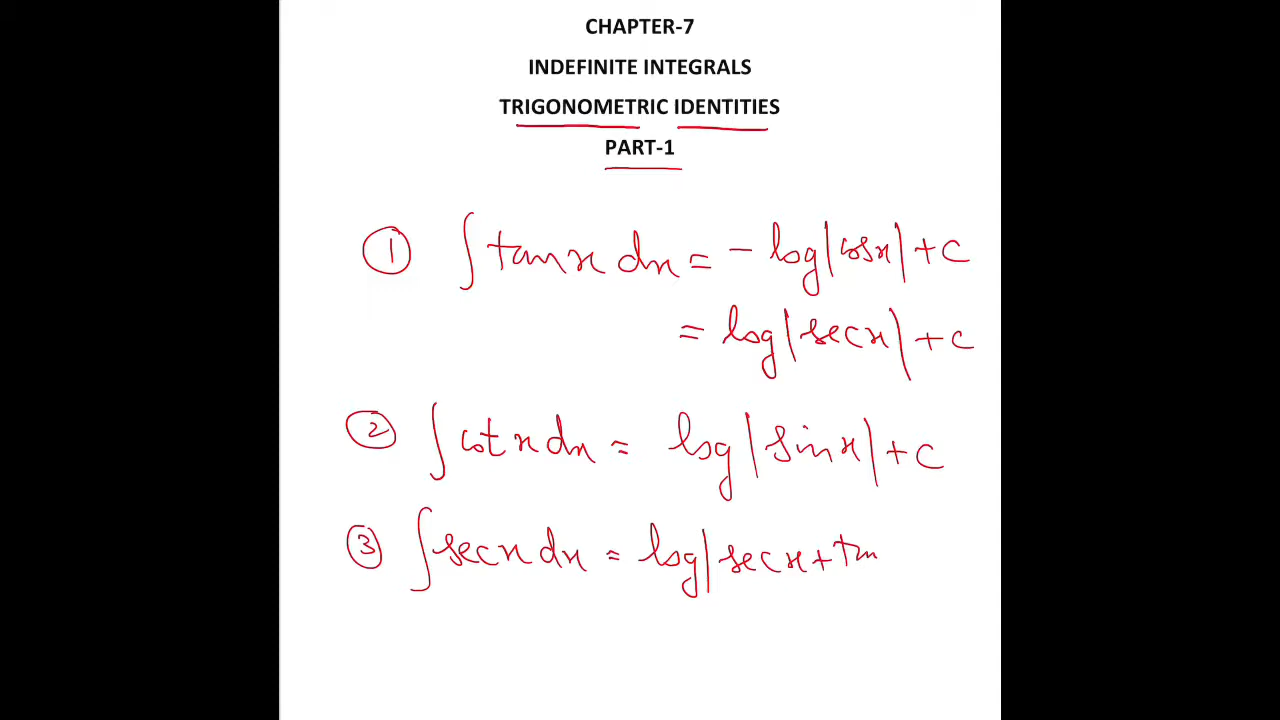 CHAPTER-7
INDEFINITE INTEGRALS
TRIGONOMETRIC IDENTITIES
PART-1
① ∫ tanx dx = - log|cosx| + C
= log|secx| + C
② ∫ cotx dx = log|sinx| + C
③ ∫ secx dx = log|secx + tan